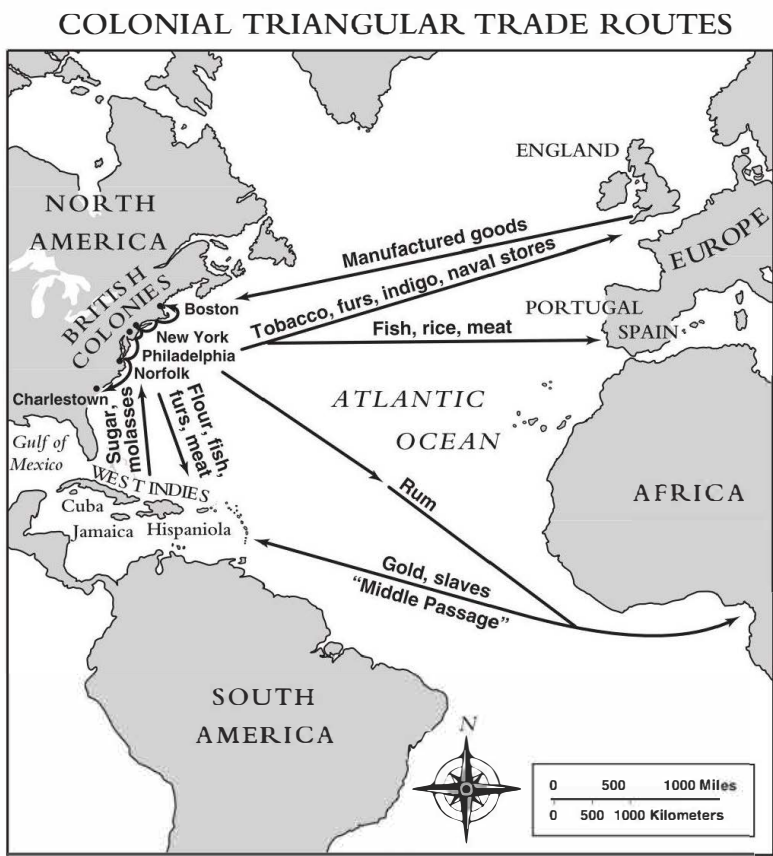 COLONIAL TRIANGULAR TRADE ROUTES
ENGLAND
NORTH
AMERICA
EUROPE
Manufactured goods
Tobacco, furs, indigo, naval stores
BRITISH
COLONIES
Boston
PORTUGAL
SPAIN
Fish, rice, meat
New York
Philadelphia
Norfolk
Charlestown
ATLANTIC
OCEAN
Sugar,
molasses
Flour, fish,
furs, meat
Gulf of
Mexico
WEST INDIES
Cuba
Jamaica
Hispaniola
Rum
AFRICA
Gold, slaves
“Middle Passage”
SOUTH
AMERICA
N
0 500 1000 Miles
0 500 1000 Kilometers